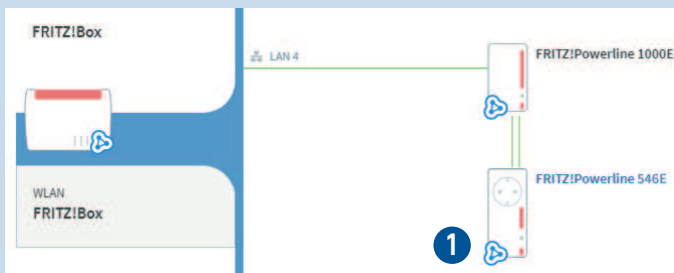 FRITZ!Box
LAN 4
FRITZ!Powerline 1000E
WLAN
FRITZ!Box
FRITZ!Powerline 546E
1